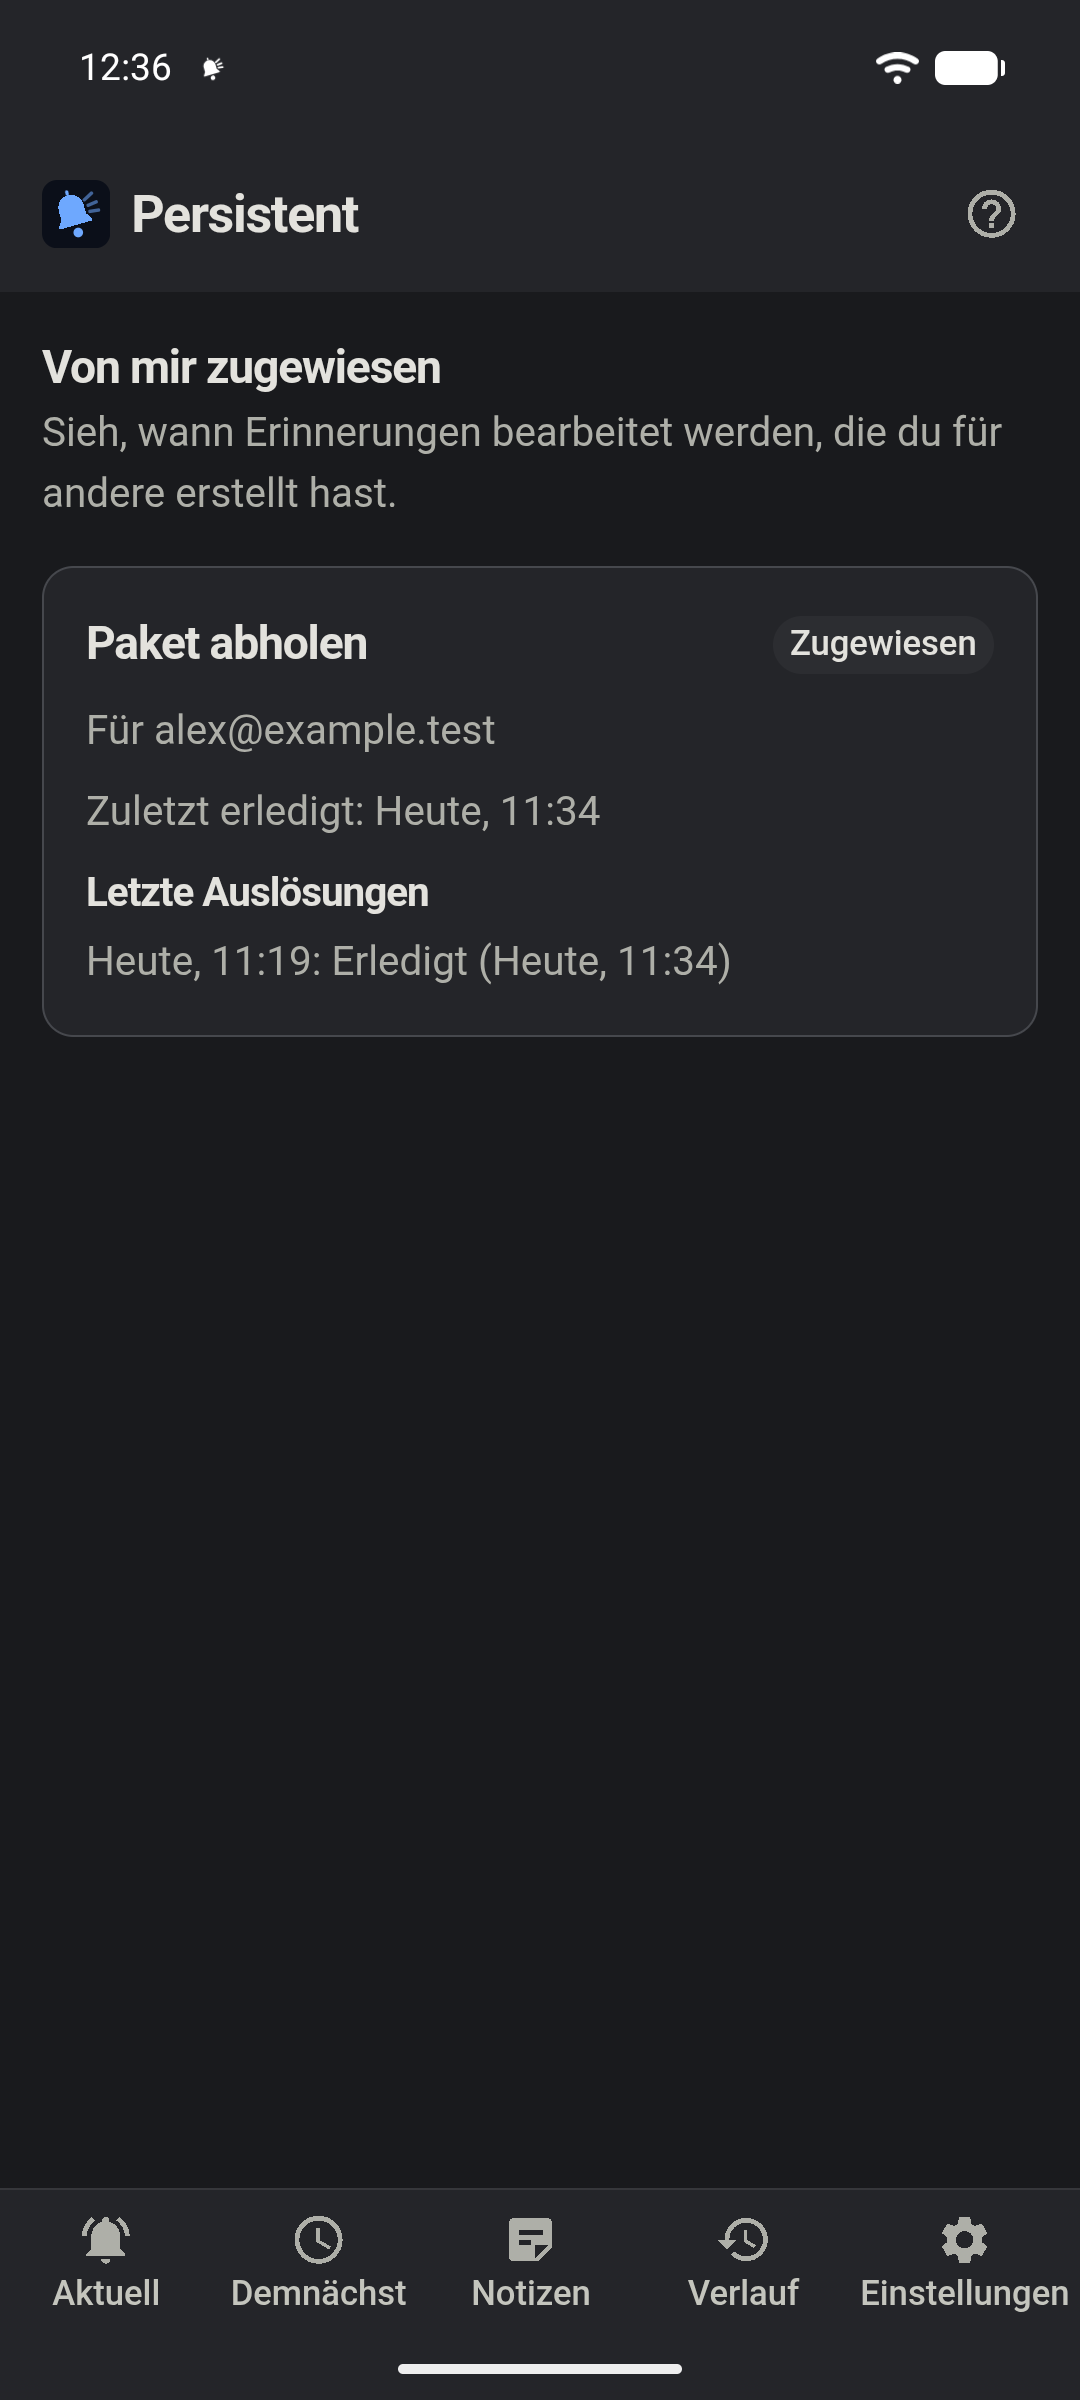 12:36
Persistent
Von mir zugewiesen
Sieh, wann Erinnerungen bearbeitet werden, die du für
andere erstellt hast.
Paket abholen
Zugewiesen
Für alex@example.test
Zuletzt erledigt: Heute, 11:34
Letzte Auslösungen
Heute, 11:19: Erledigt (Heute, 11:34)
Aktuell
Demnächst
Notizen
Verlauf
Einstellungen